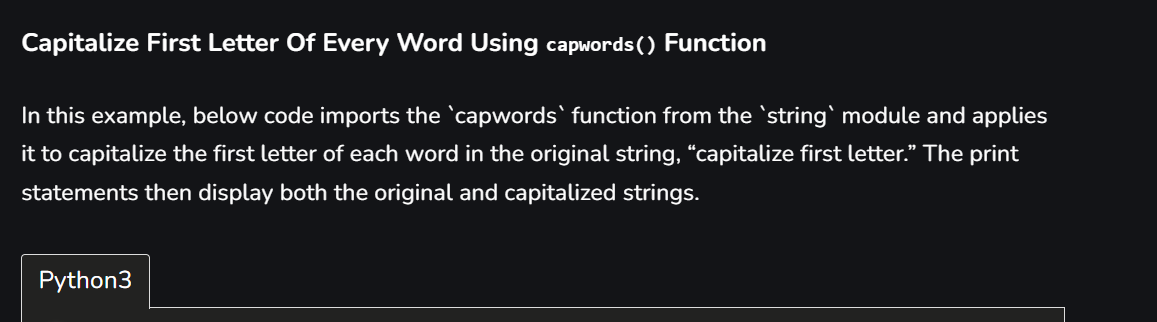 Capitalize First Letter Of Every Word Using capwords() Function
In this example, below code imports the `capwords` function from the `string` module and applies
it to capitalize the first letter of each word in the original string, “capitalize first letter.” The print
statements then display both the original and capitalized strings.
Python3